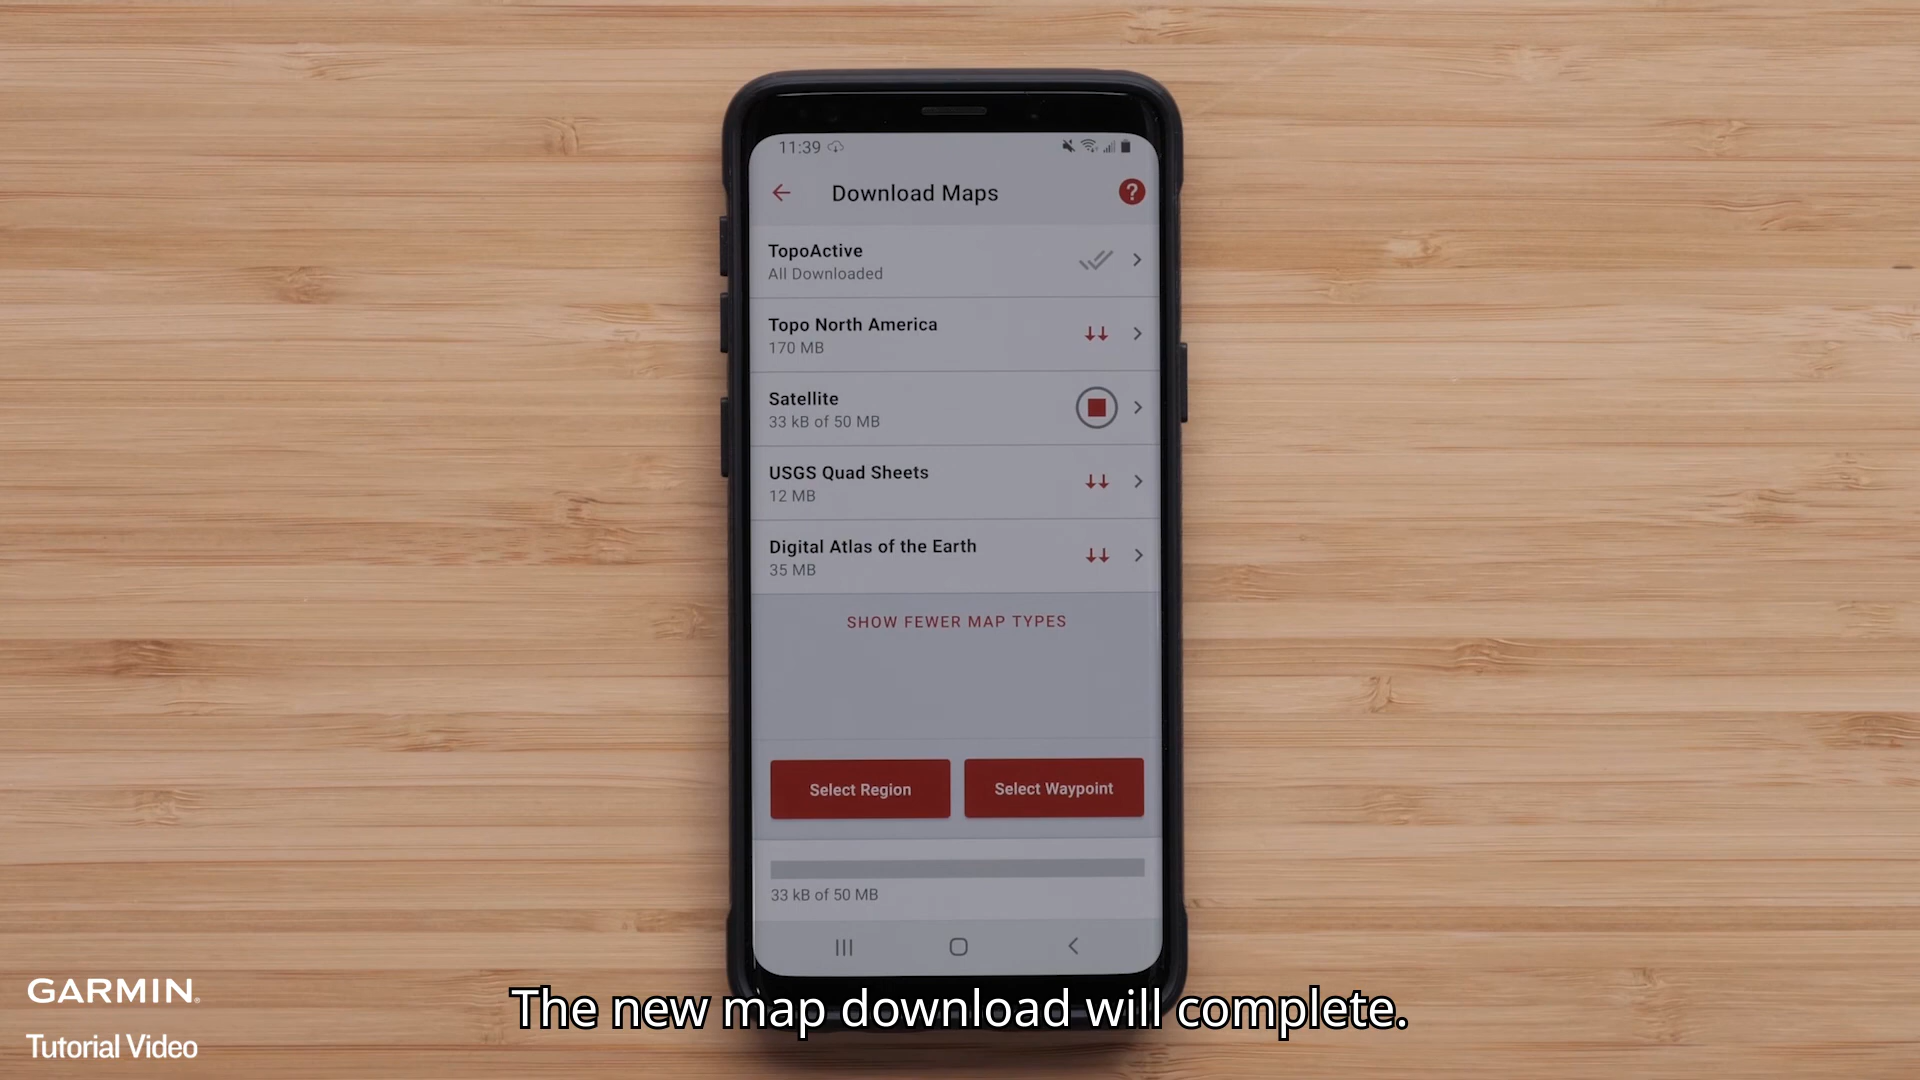 11:39
Download Maps
?
TopoActive
All Downloaded
Topo North America
170 MB
Satellite
33 kB of 50 MB
USGS Quad Sheets
12 MB
Digital Atlas of the Earth
35 MB
SHOW FEWER MAP TYPES
Select Region
Select Waypoint
33 kB of 50 MB
GARMIN®
Tutorial Video
The new map download will complete.